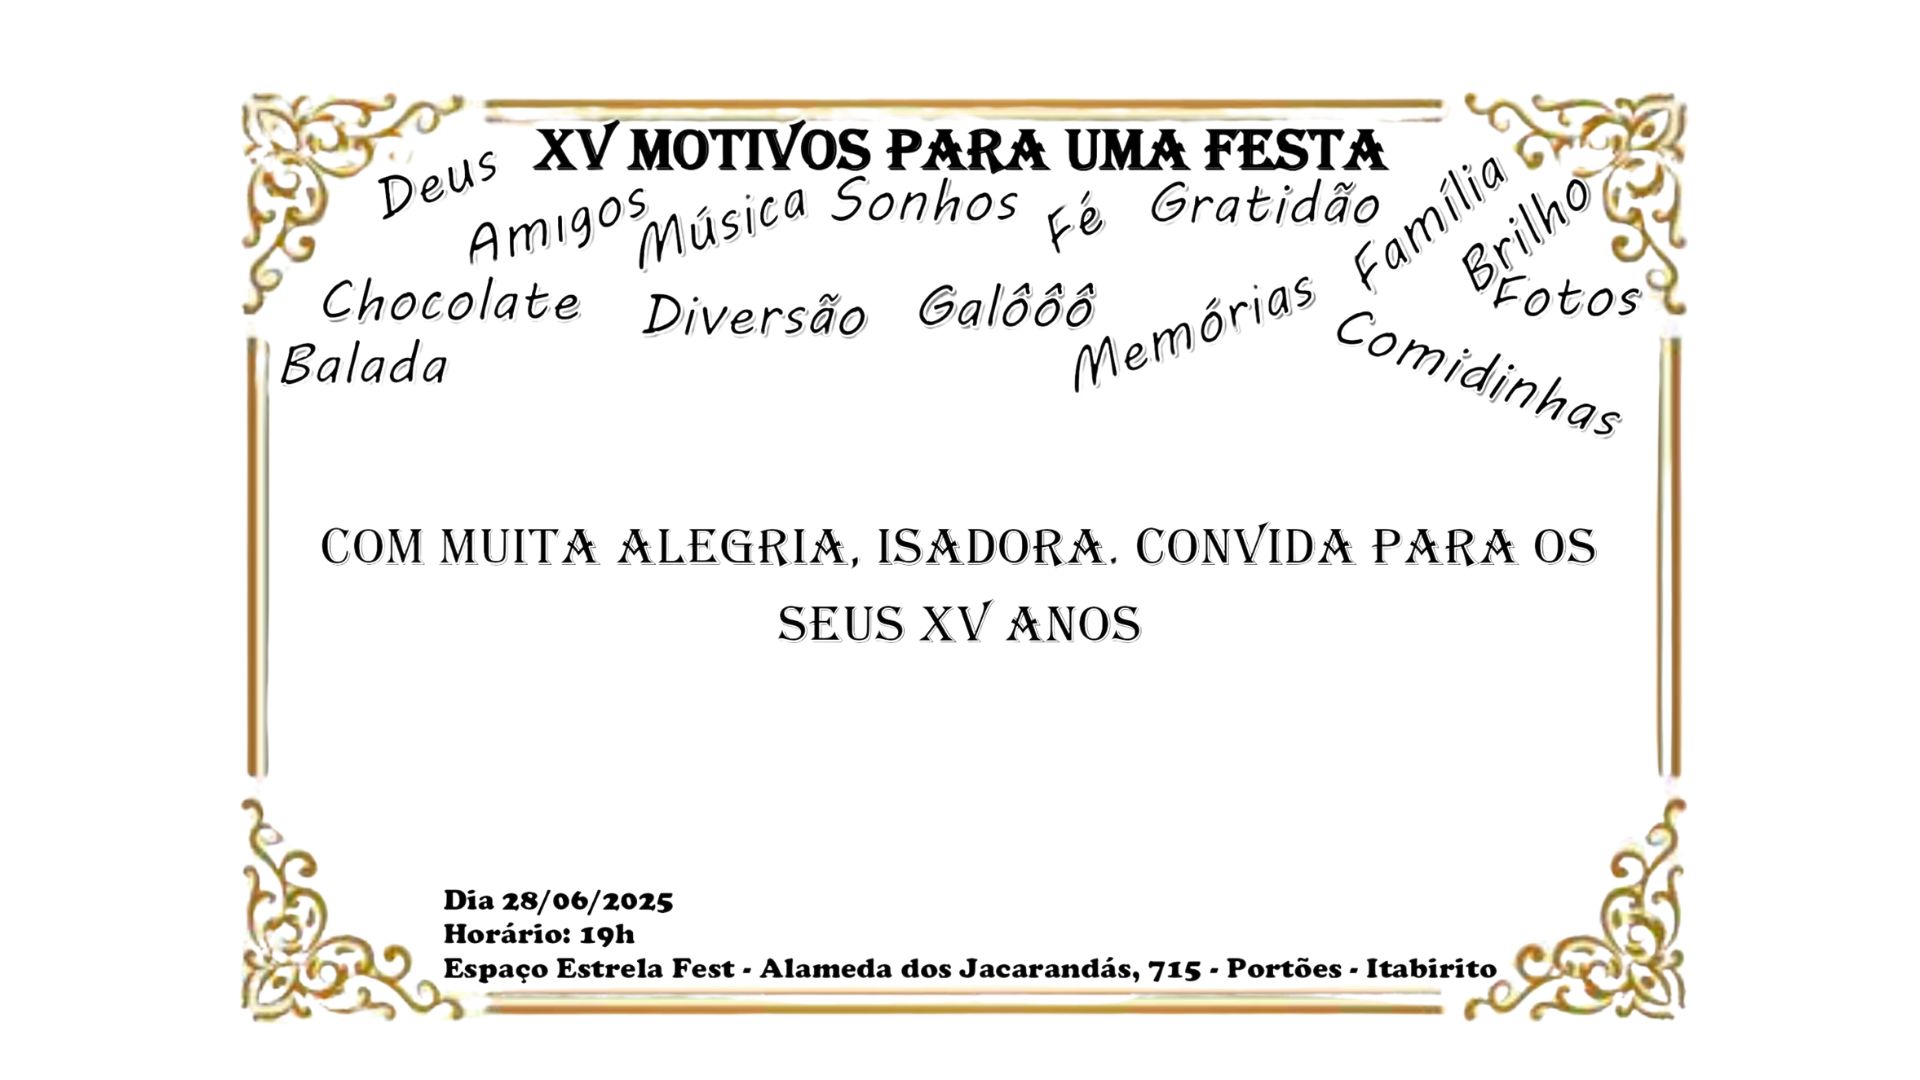 XV MOTIVOS PARA UMA FESTA
Deus
Amigos
Música
Sonhos
Fé
Gratidão
Família
Brilho
Chocolate
Diversão
Galôôô
Memórias
Fotos
Comidinhas
Balada
COM MUITA ALEGRIA, ISADORA. CONVIDA PARA OS
SEUS XV ANOS
Dia 28/06/2025
Horário: 19h
Espaço Estrela Fest - Alameda dos Jacarandás, 715 - Portões - Itabirito